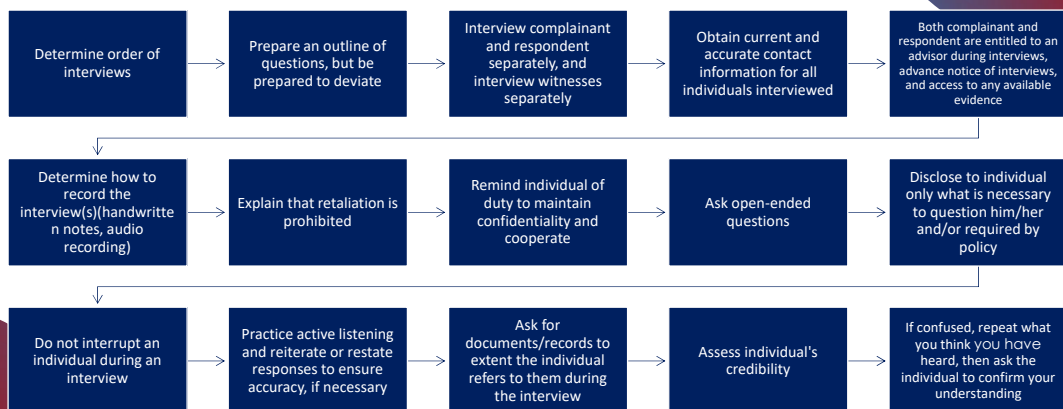 Determine order of
interviews
Prepare an outline of
questions, but be
prepared to deviate
Interview complainant
and respondent
separately, and
interview witnesses
separately
Obtain current and
accurate contact
information for all
individuals interviewed
Both complainant and
respondent are entitled to an
advisor during interviews,
advance notice of interviews,
and access to any available
evidence
Determine how to
record the
interview(s)(handwritte
n notes, audio
recording)
Explain that retaliation is
prohibited
Remind individual of
duty to maintain
confidentiality and
cooperate
Ask open-ended
questions
Disclose to individual
only what is necessary
to question him/her
and/or required by
policy
Do not interrupt an
individual during an
interview
Practice active listening
and reiterate or restate
responses to ensure
accuracy, if necessary
Ask for
documents/records to
extent the individual
refers to them during
the interview
Assess individual's
credibility
If confused, repeat what
you think you have
heard, then ask the
individual to confirm your
understanding